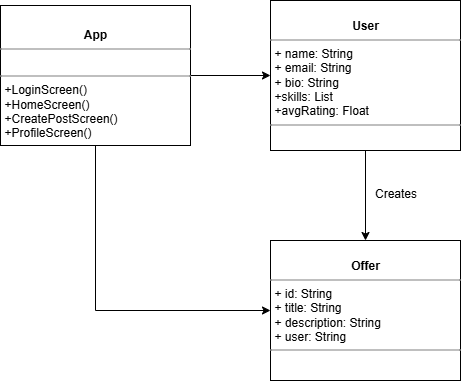 App
+LoginScreen()
+HomeScreen()
+CreatePostScreen()
+ProfileScreen()
User
+ name: String
+ email: String
+ bio: String
+skills: List
+avgRating: Float
Creates
Offer
+ id: String
+ title: String
+ description: String
+ user: String